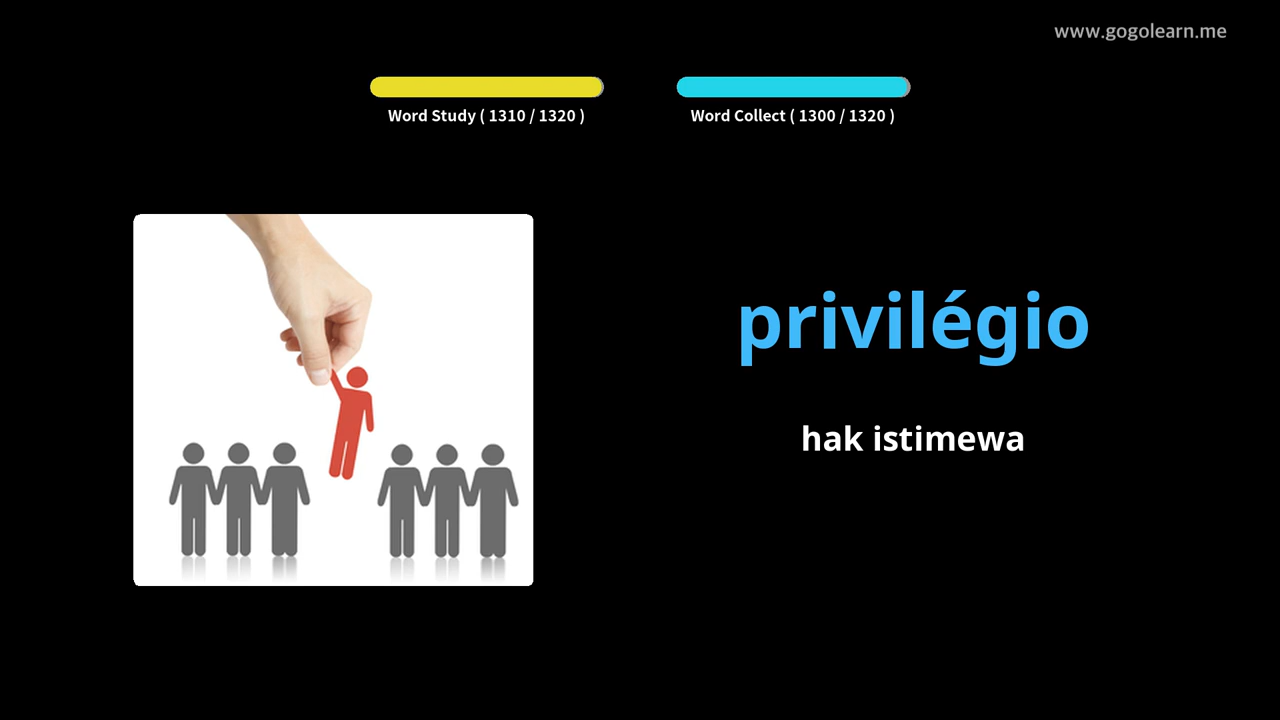 www.gogolearn.me
Word Study ( 1310 / 1320 )
Word Collect ( 1300 / 1320 )
privilégio
hak istimewa